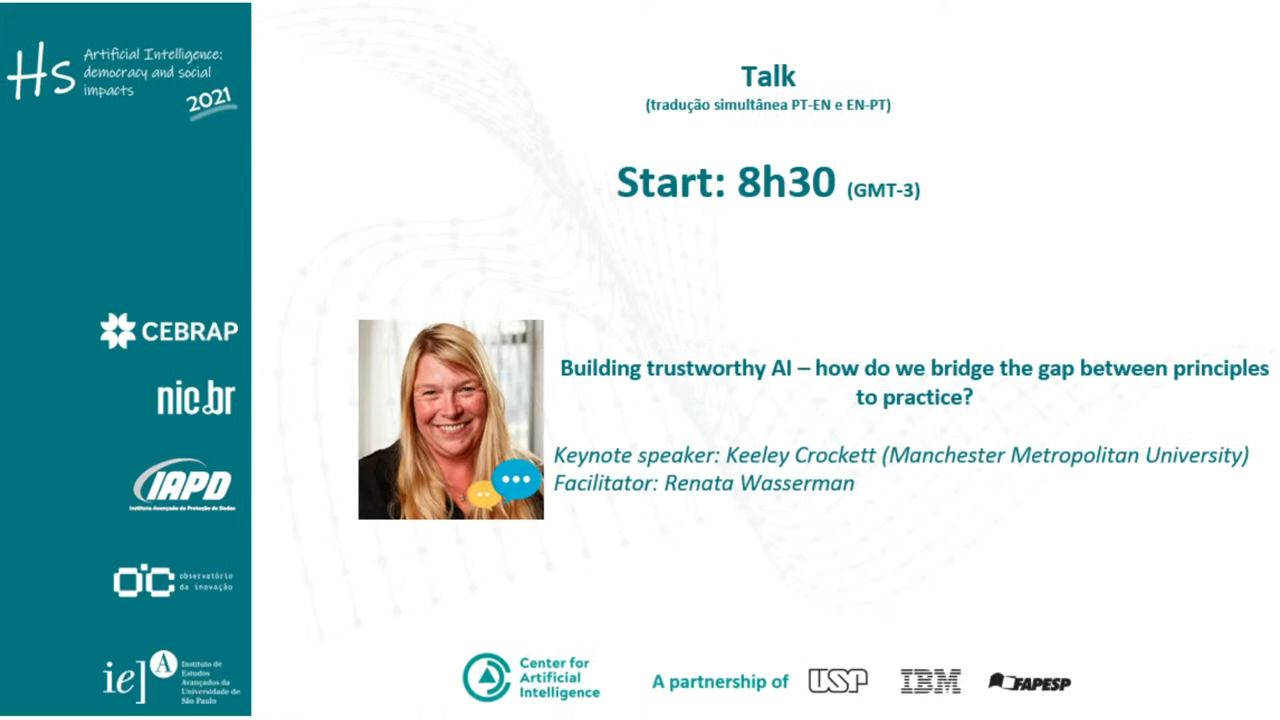 Hs
Artificial Intelligence:
democracy and social
impacts
2021
CEBRAP
nic.br
IAPD
Instituto Avançado de Proteção de Dados
OIC
observatório
da inovação
ie] A
Instituto de
Estudos
Avançados da
Universidade de
São Paulo
Talk
(tradução simultânea PT-EN e EN-PT)
Start: 8h30 (GMT-3)
Building trustworthy AI – how do we bridge the gap between principles
to practice?
Keynote speaker: Keeley Crockett (Manchester Metropolitan University)
Facilitator: Renata Wasserman
Center for
Artificial
Intelligence
A partnership of
USP
IBM
FAPESP